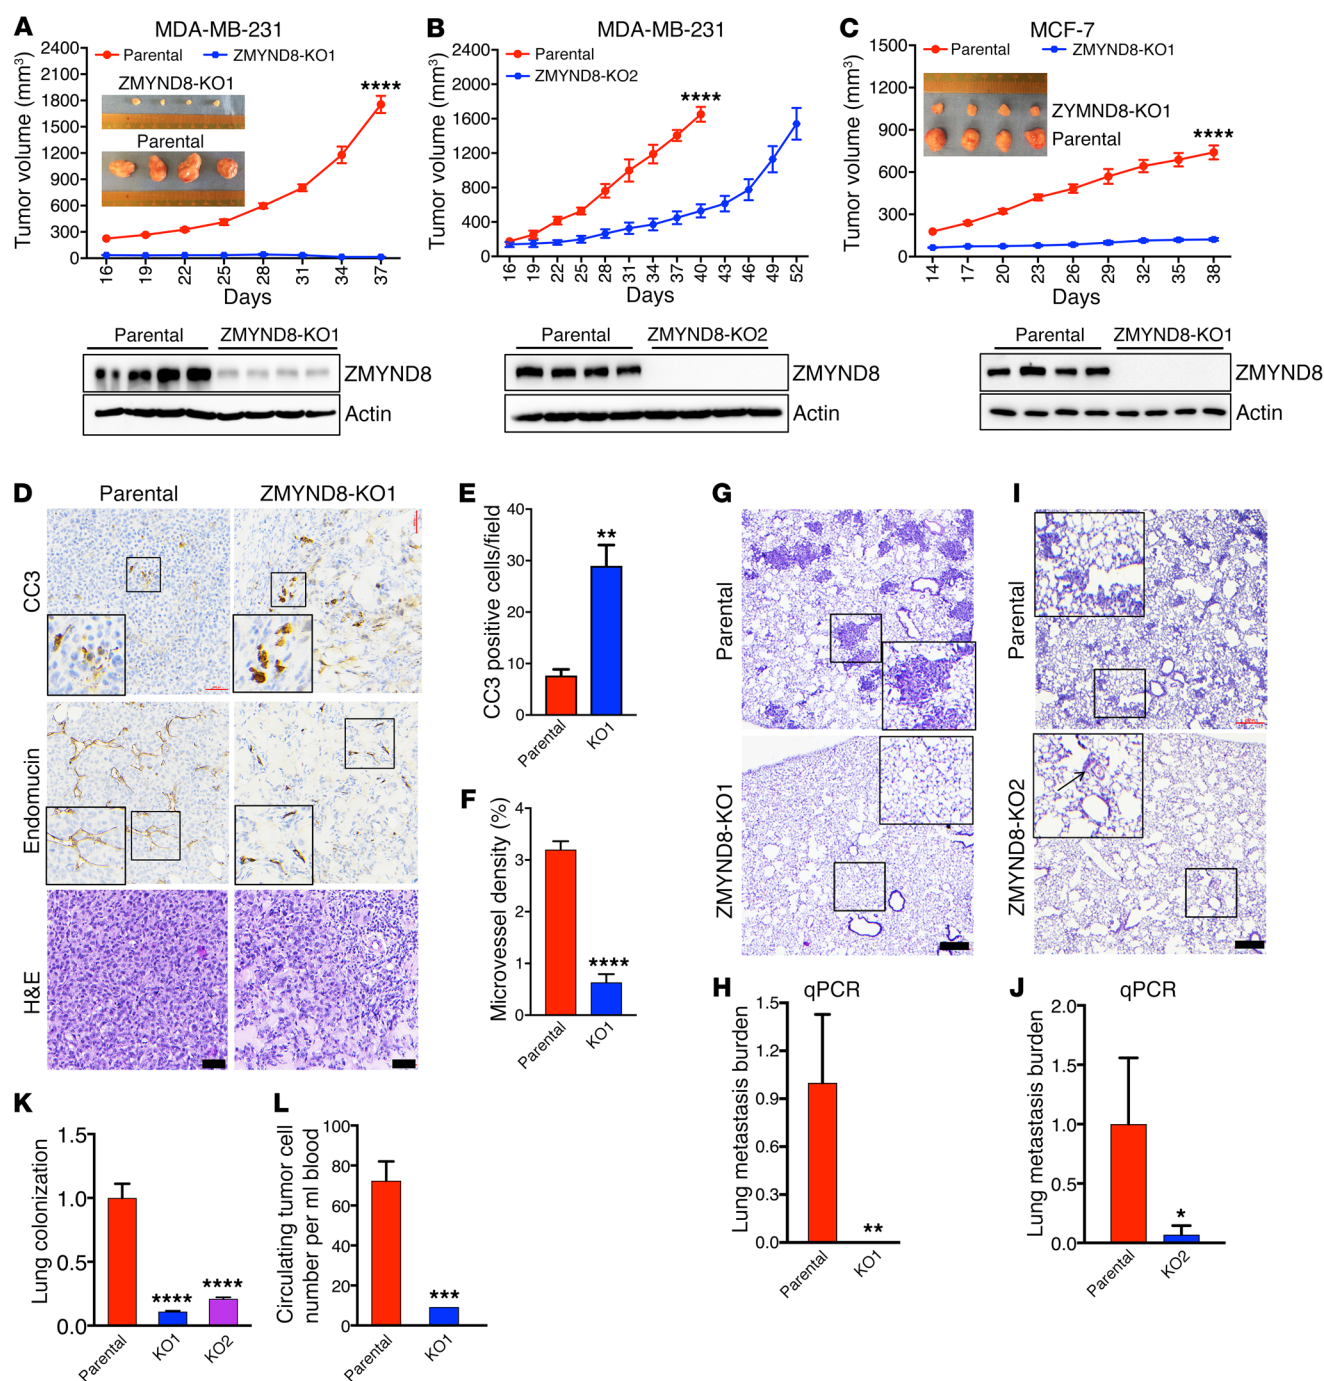 A
MDA-MB-231
Tumor volume (mm³)
2400
2100
1800
1500
1200
900
600
300
0
Parental
ZMYND8-KO1
ZMYND8-KO1
Parental
****
16
19
22
25
28
31
34
37
Days
Parental
ZMYND8-KO1
ZMYND8
Actin
B
MDA-MB-231
Tumor volume (mm³)
2400
2000
1600
1200
800
400
0
Parental
ZMYND8-KO2
****
16
19
22
25
28
31
34
37
40
43
46
49
52
Days
Parental
ZMYND8-KO2
ZMYND8
Actin
C
MCF-7
Tumor volume (mm³)
1500
1200
900
600
300
0
Parental
ZMYND8-KO1
ZYMND8-KO1
Parental
****
14
17
20
23
26
29
32
35
38
Days
Parental
ZMYND8-KO1
ZMYND8
Actin
D
Parental
ZMYND8-KO1
CC3
Endomucin
H&E
E
CC3 positive cells/field
40
30
20
10
0
**
Parental
KO1
F
Microvessel density (%)
4
3
2
1
0
****
Parental
KO1
G
Parental
ZMYND8-KO1
H
qPCR
Lung metastasis burden
1.5
1.2
0.9
0.6
0.3
0.0
**
Parental
KO1
I
Parental
ZMYND8-KO2
J
qPCR
Lung metastasis burden
2.0
1.5
1.0
0.5
0.0
*
Parental
KO2
K
Lung colonization
1.5
1.0
0.5
0.0
****
****
Parental
KO1
KO2
L
Circulating tumor cell
number per ml blood
100
80
60
40
20
0
***
Parental
KO1